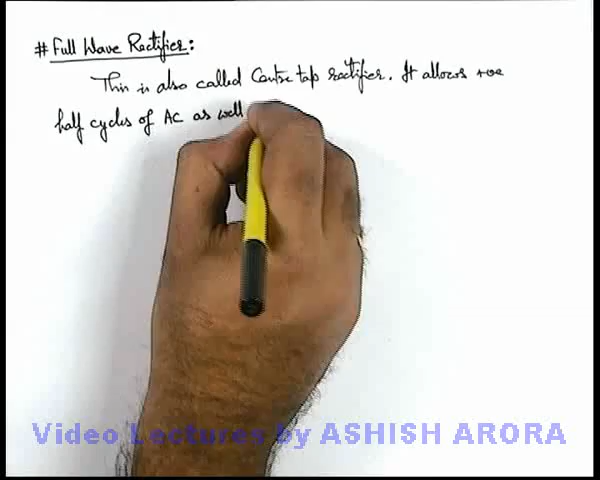 # Full Wave Rectifier:
This is also called Centre tap rectifier. It allows +ve
half cycles of AC as well
Video Lectures by ASHISH ARORA